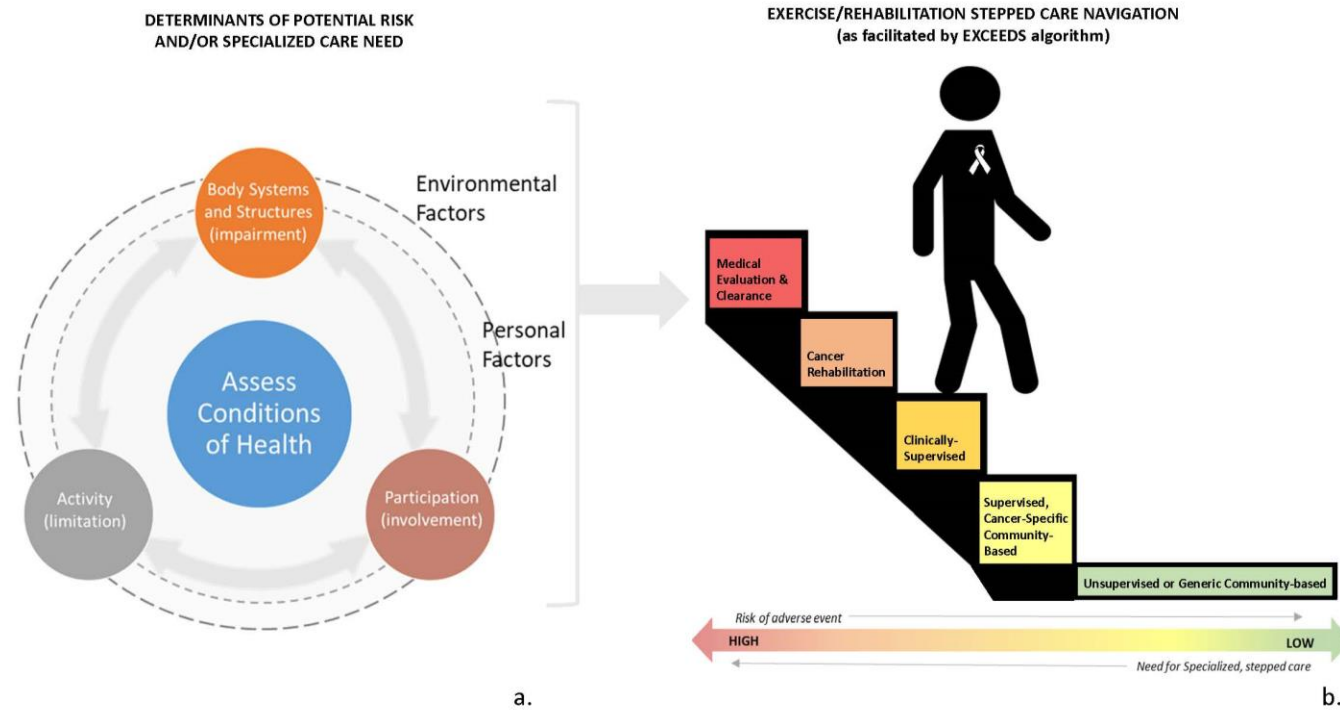 DETERMINANTS OF POTENTIAL RISK
AND/OR SPECIALIZED CARE NEED
Body Systems
and Structures
(impairment)
Environmental
Factors
Personal
Factors
Assess
Conditions
of Health
Activity
(limitation)
Participation
(involvement)
a.
EXERCISE/REHABILITATION STEPPED CARE NAVIGATION
(as facilitated by EXCEEDS algorithm)
Medical
Evaluation &
Clearance
Cancer
Rehabilitation
Clinically-
Supervised
Supervised,
Cancer-Specific
Community-
Based
Unsupervised or Generic Community-based
Risk of adverse event
HIGH
LOW
Need for Specialized, stepped care
b.